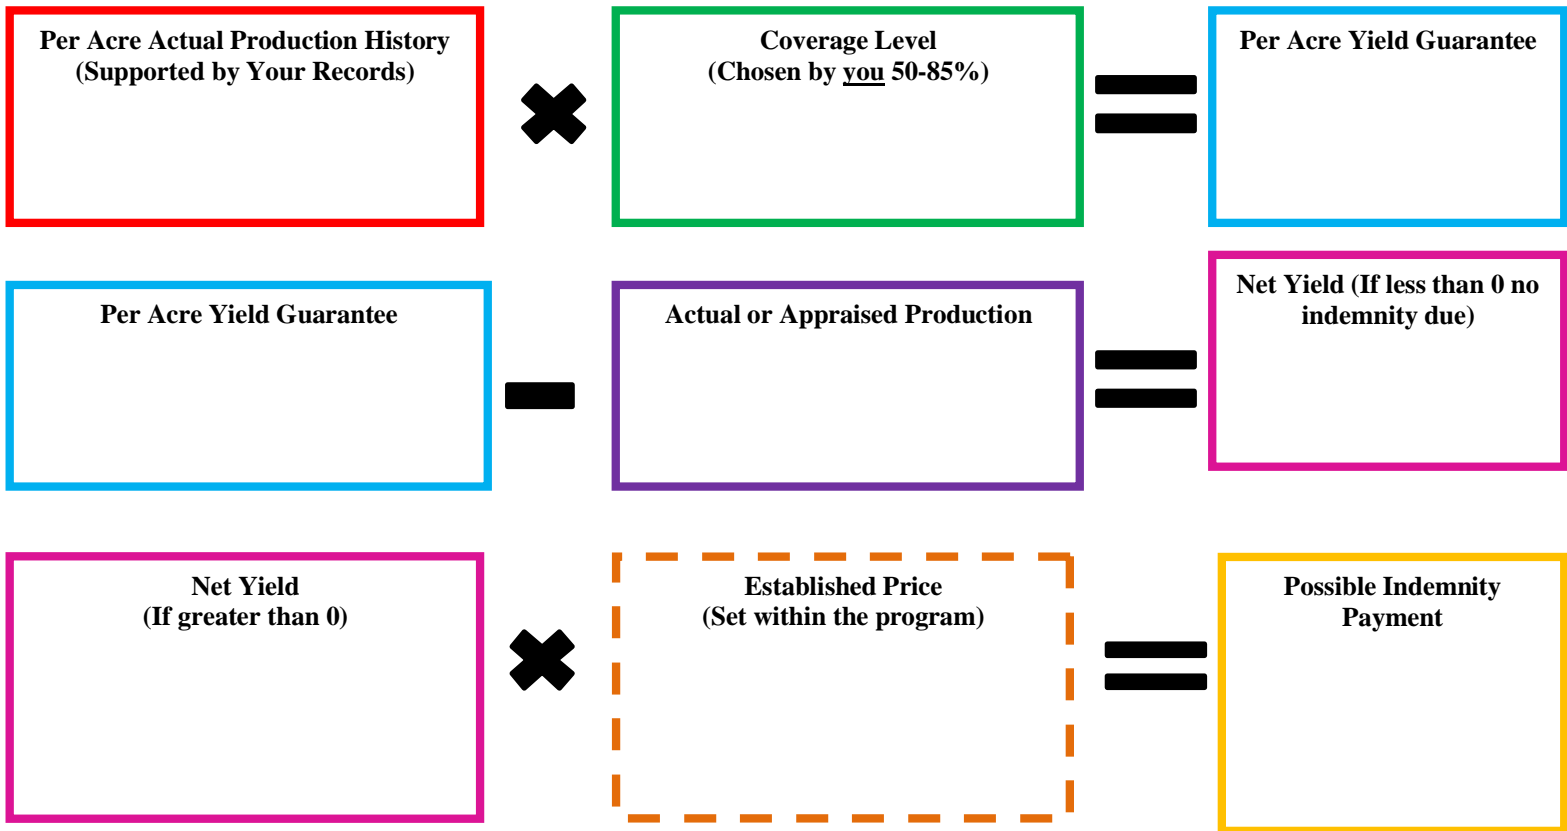 Per Acre Actual Production History
(Supported by Your Records)
Coverage Level
(Chosen by you 50-85%)
Per Acre Yield Guarantee
Per Acre Yield Guarantee
Actual or Appraised Production
Net Yield (If less than 0 no
indemnity due)
Net Yield
(If greater than 0)
Established Price
(Set within the program)
Possible Indemnity
Payment